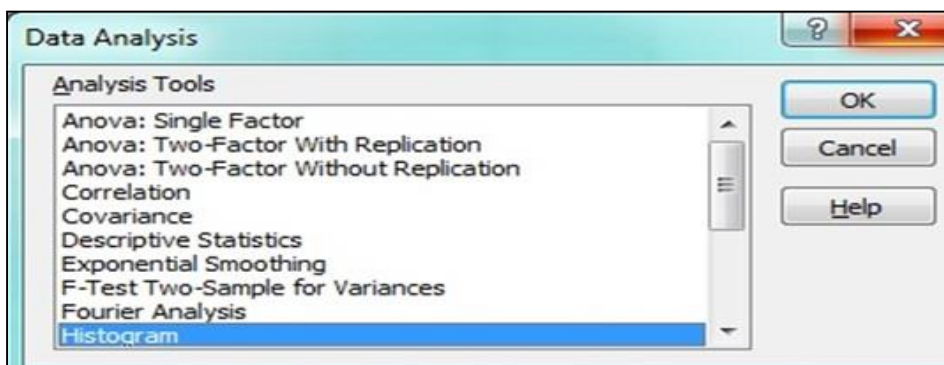 Data Analysis
?
Analysis Tools
Anova: Single Factor
Anova: Two-Factor With Replication
Anova: Two-Factor Without Replication
Correlation
Covariance
Descriptive Statistics
Exponential Smoothing
F-Test Two-Sample for Variances
Fourier Analysis
Histogram
OK
Cancel
Help